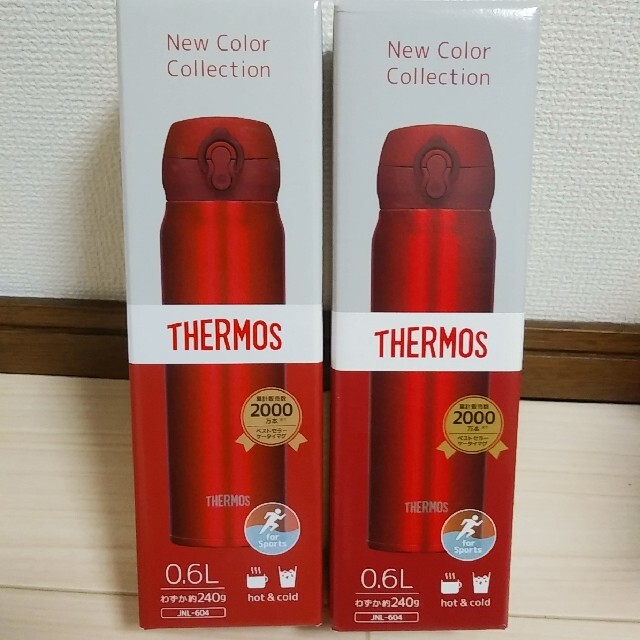 New Color
Collection
THERMOS
累計販売数
2000
万本
ベストセラー
ケータイマグ
THERMOS
for
Sports
0.6L
わずか約240g
JNL-604
hot & cold
New Color
Collection
THERMOS
累計販売数
2000
万本
ベストセラー
ケータイマグ
THERMOS
for
Sports
0.6L
わずか約240g
JNL-604
hot & cold